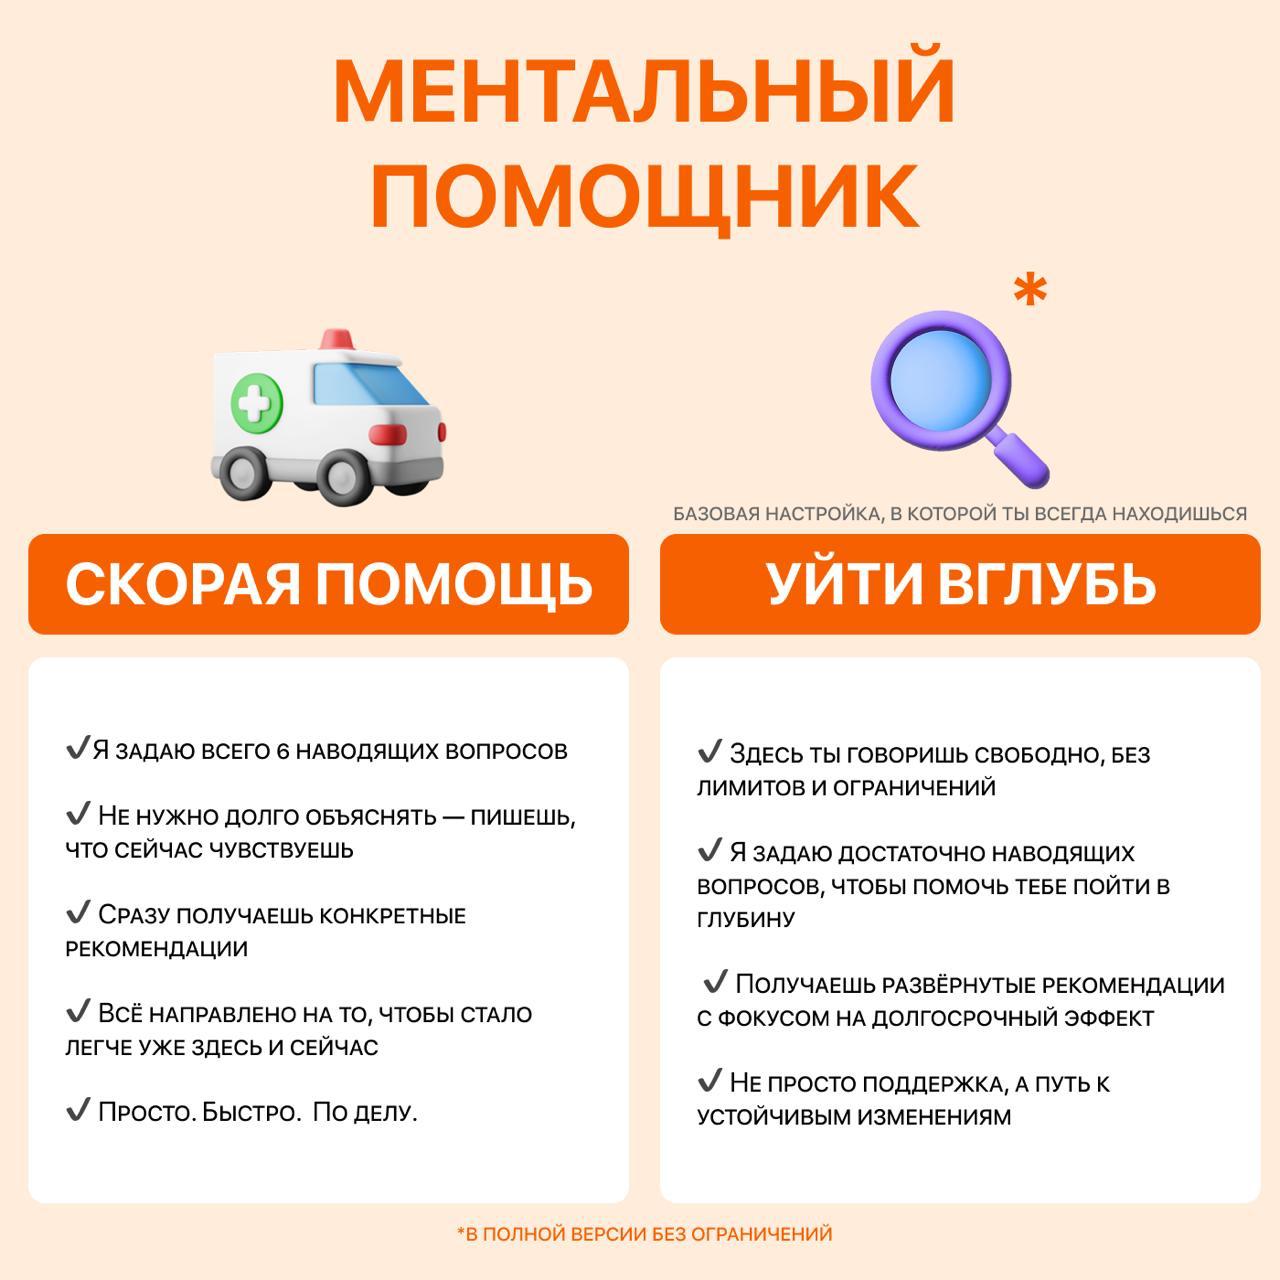 МЕНТАЛЬНЫЙ
ПОМОЩНИК
*
БАЗОВАЯ НАСТРОЙКА, В КОТОРОЙ ТЫ ВСЕГДА НАХОДИШЬСЯ
СКОРАЯ ПОМОЩЬ
✔Я ЗАДАЮ ВСЕГО 6 НАВОДЯЩИХ ВОПРОСОВ
✔ НЕ НУЖНО ДОЛГО ОБЪЯСНЯТЬ — ПИШЕШЬ,
ЧТО СЕЙЧАС ЧУВСТВУЕШЬ
✔ СРАЗУ ПОЛУЧАЕШЬ КОНКРЕТНЫЕ
РЕКОМЕНДАЦИИ
✔ ВСЁ НАПРАВЛЕНО НА ТО, ЧТОБЫ СТАЛО
ЛЕГЧЕ УЖЕ ЗДЕСЬ И СЕЙЧАС
✔ ПРОСТО. БЫСТРО. ПО ДЕЛУ.
УЙТИ ВГЛУБЬ
✔ ЗДЕСЬ ТЫ ГОВОРИШЬ СВОБОДНО, БЕЗ
ЛИМИТОВ И ОГРАНИЧЕНИЙ
✔ Я ЗАДАЮ ДОСТАТОЧНО НАВОДЯЩИХ
ВОПРОСОВ, ЧТОБЫ ПОМОЧЬ ТЕБЕ ПОЙТИ В
ГЛУБИНУ
✔ ПОЛУЧАЕШЬ РАЗВЁРНУТЫЕ РЕКОМЕНДАЦИИ
С ФОКУСОМ НА ДОЛГОСРОЧНЫЙ ЭФФЕКТ
✔ НЕ ПРОСТО ПОДДЕРЖКА, А ПУТЬ К
УСТОЙЧИВЫМ ИЗМЕНЕНИЯМ
*В ПОЛНОЙ ВЕРСИИ БЕЗ ОГРАНИЧЕНИЙ